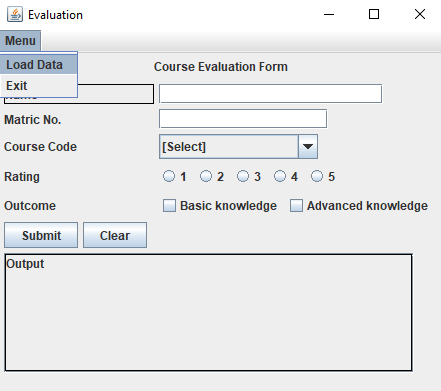 Evaluation
Menu
Load Data
Course Evaluation Form
Exit
Matric No.
Course Code [Select]
Rating 1 2 3 4 5
Outcome Basic knowledge Advanced knowledge
Submit Clear
Output